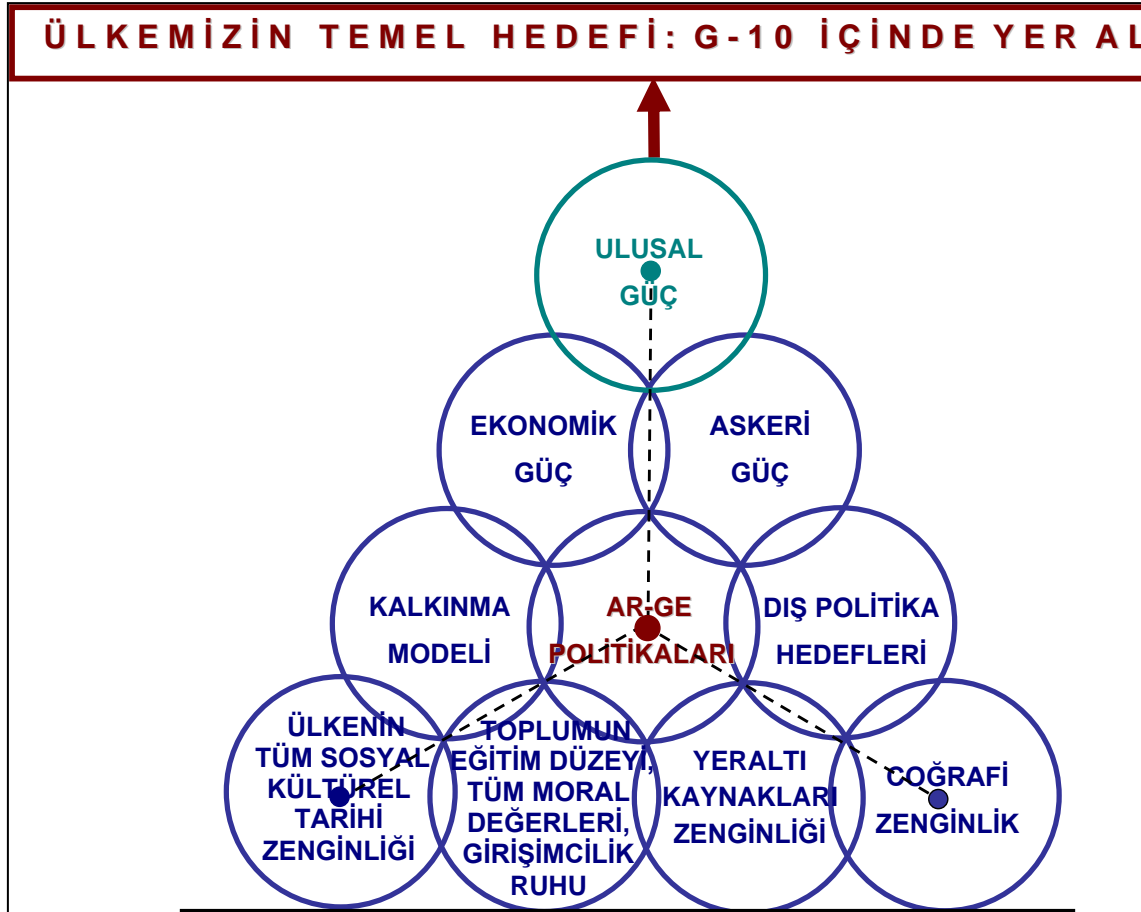 ÜLKEMİZİN TEMEL HEDEFİ: G-10 İÇİNDE YER AL
ULUSAL
GÜÇ
EKONOMİK
GÜÇ
ASKERİ
GÜÇ
KALKINMA
MODELİ
AR-GE
POLİTİKALARI
DIŞ POLİTİKA
HEDEFLERİ
ÜLKENİN
TÜM SOSYAL
KÜLTÜREL
TARİHİ
ZENGİNLİĞİ
TOPLUMUN
EĞİTİM DÜZEYİ,
TÜM MORAL
DEĞERLERİ,
GİRİŞİMCİLİK
RUHU
YERALTI
KAYNAKLARI
ZENGİNLİĞİ
COĞRAFİ
ZENGİNLİK